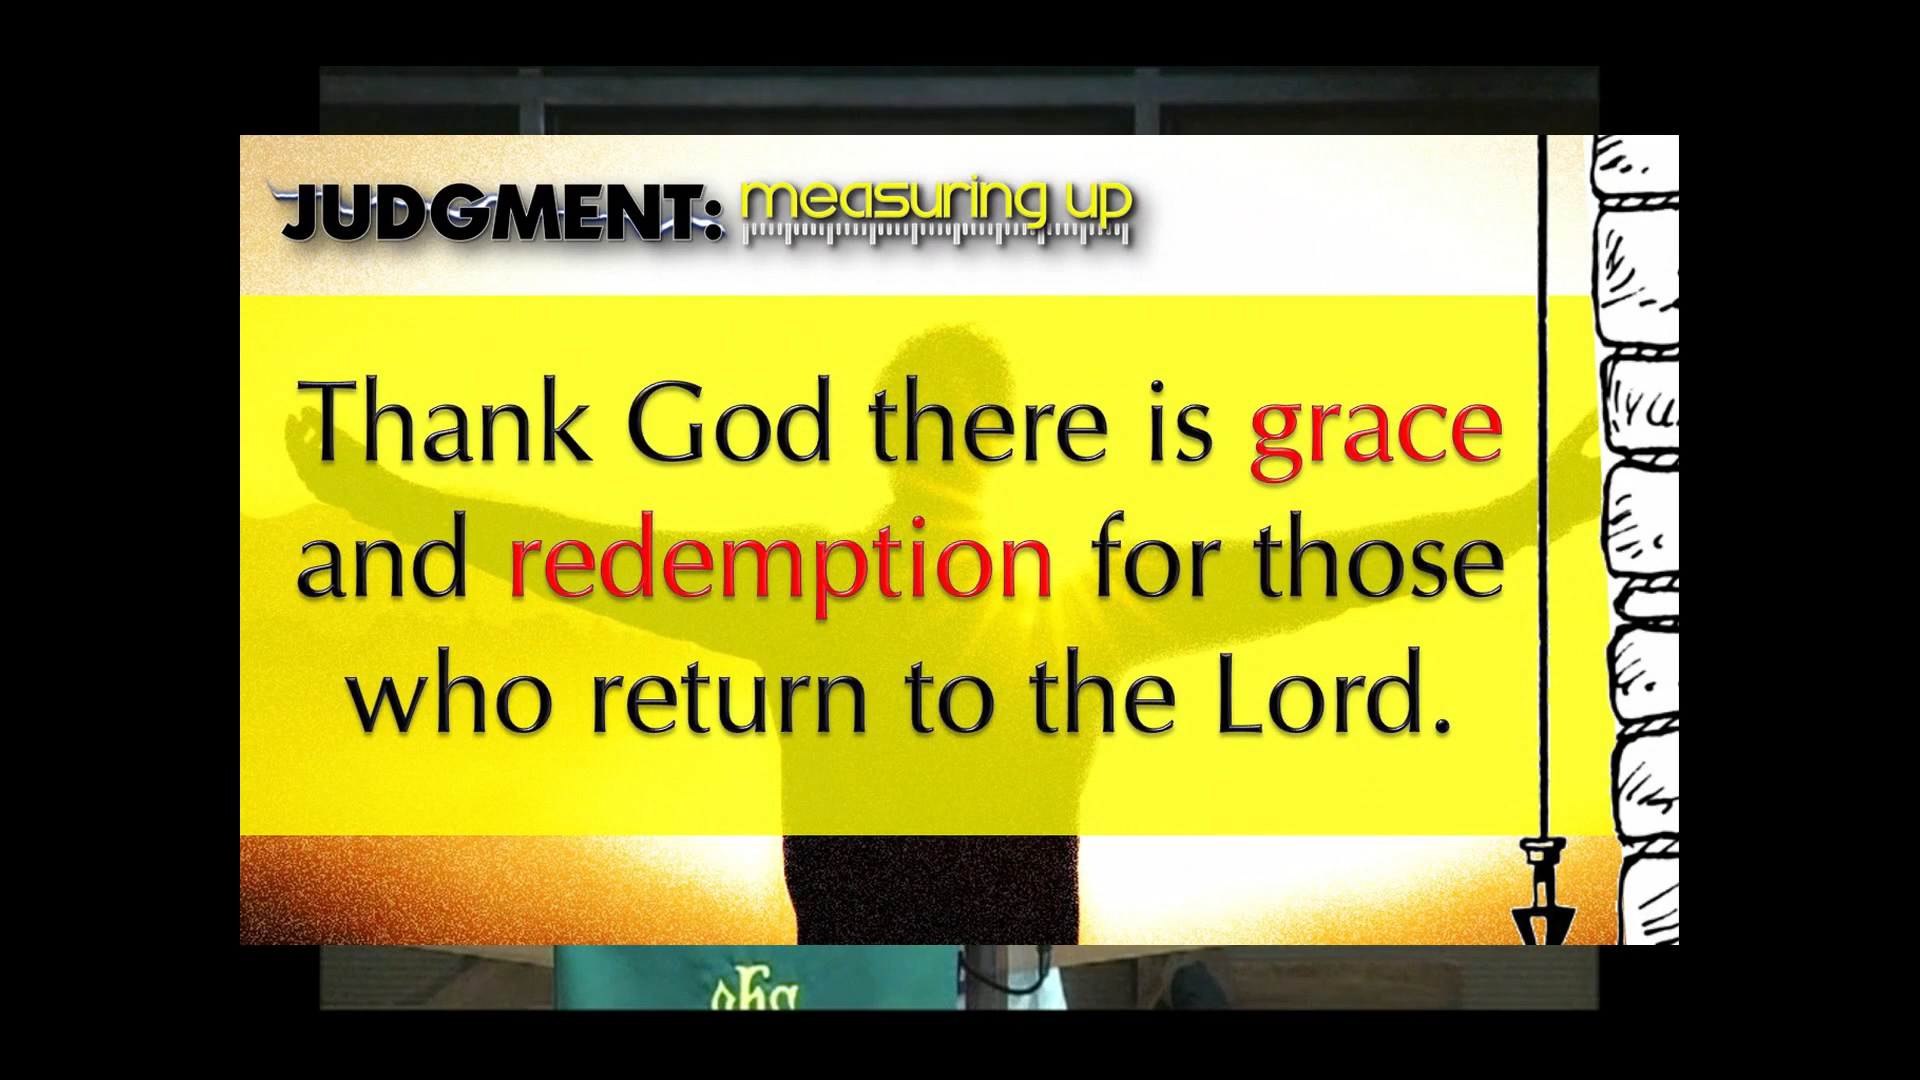 JUDGMENT: measuring up
Thank God there is grace
and redemption for those
who return to the Lord.